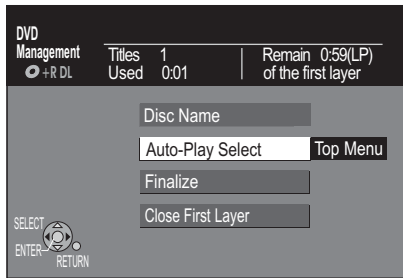 DVD
Management
+R DL
Titles 1
Used 0:01
Remain 0:59(LP)
of the first layer
Disc Name
Auto-Play Select Top Menu
Finalize
Close First Layer
SELECT
ENTER
RETURN